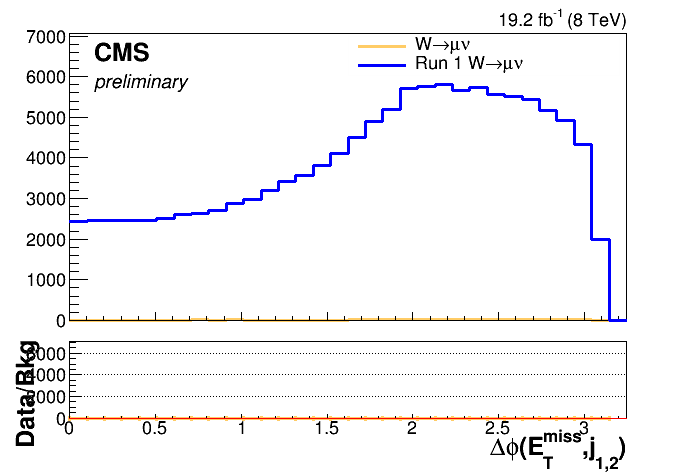 19.2 fb-1 (8 TeV)
7000
CMS
W→μν
Run 1 W→μν
preliminary
6000
5000
4000
3000
2000
1000
0
Data/Bkg
0
0 0.5 1 1.5 2 2.5 3
Δϕ(E_T^miss,j_1,2)